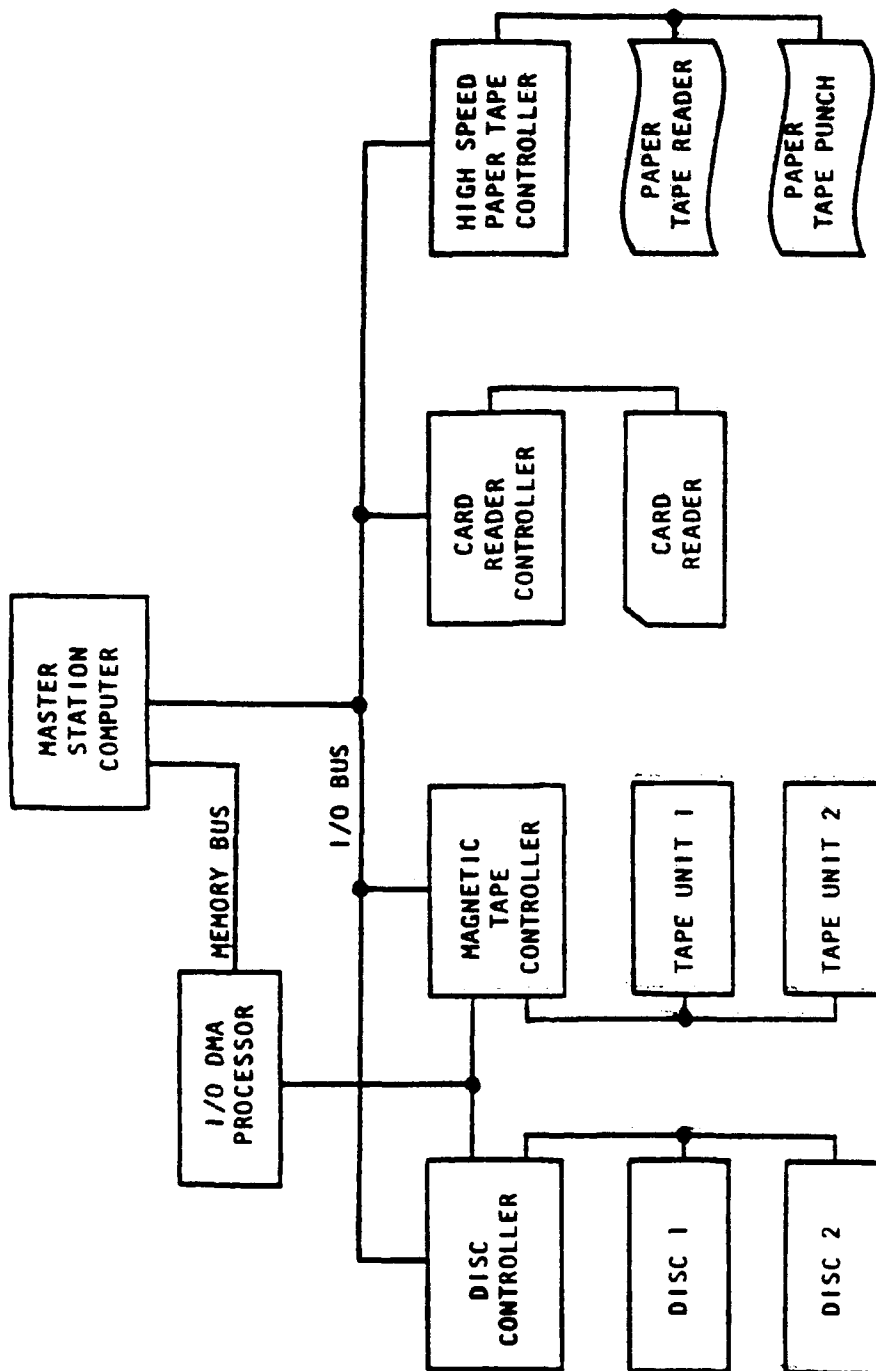 MASTER
STATION
COMPUTER
MEMORY BUS
I/O DMA
PROCESSOR
I/O BUS
DISC
CONTROLLER
MAGNETIC
TAPE
CONTROLLER
CARD
READER
CONTROLLER
HIGH SPEED
PAPER TAPE
CONTROLLER
DISC 1
TAPE UNIT 1
CARD
READER
PAPER
TAPE READER
DISC 2
TAPE UNIT 2
PAPER
TAPE PUNCH